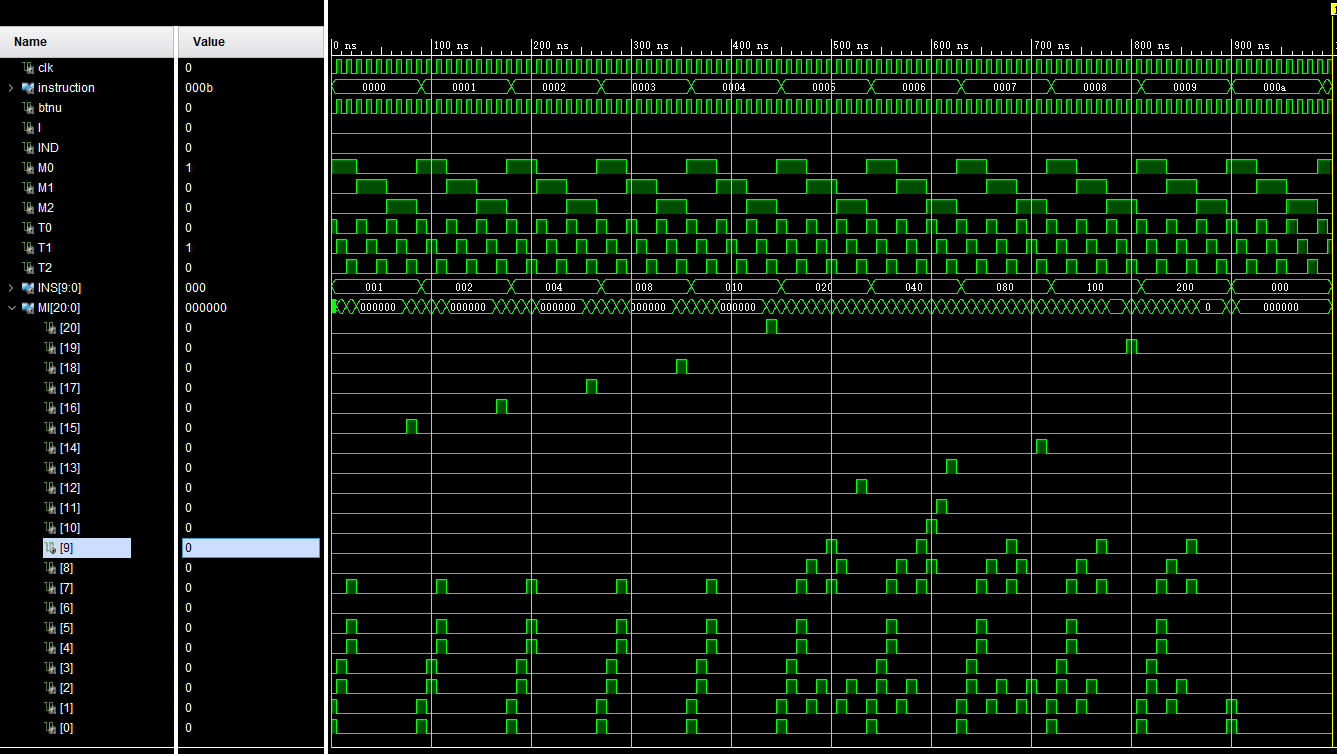 Name Value
0 ns 100 ns 200 ns 300 ns 400 ns 500 ns 600 ns 700 ns 800 ns 900 ns
clk 0
instruction 000b 0000 0001 0002 0003 0004 0005 0006 0007 0008 0009 000a
btnu 0
I 0
IND 0
M0 1
M1 0
M2 0
T0 0
T1 1
T2 0
INS[9:0] 000 001 002 004 008 010 020 040 080 100 200 000
MI[20:0] 000000 000000 000000 000000 000000 000000 0 000000
[20] 0
[19] 0
[18] 0
[17] 0
[16] 0
[15] 0
[14] 0
[13] 0
[12] 0
[11] 0
[10] 0
[9] 0
[8] 0
[7] 0
[6] 0
[5] 0
[4] 0
[3] 0
[2] 0
[1] 0
[0] 0